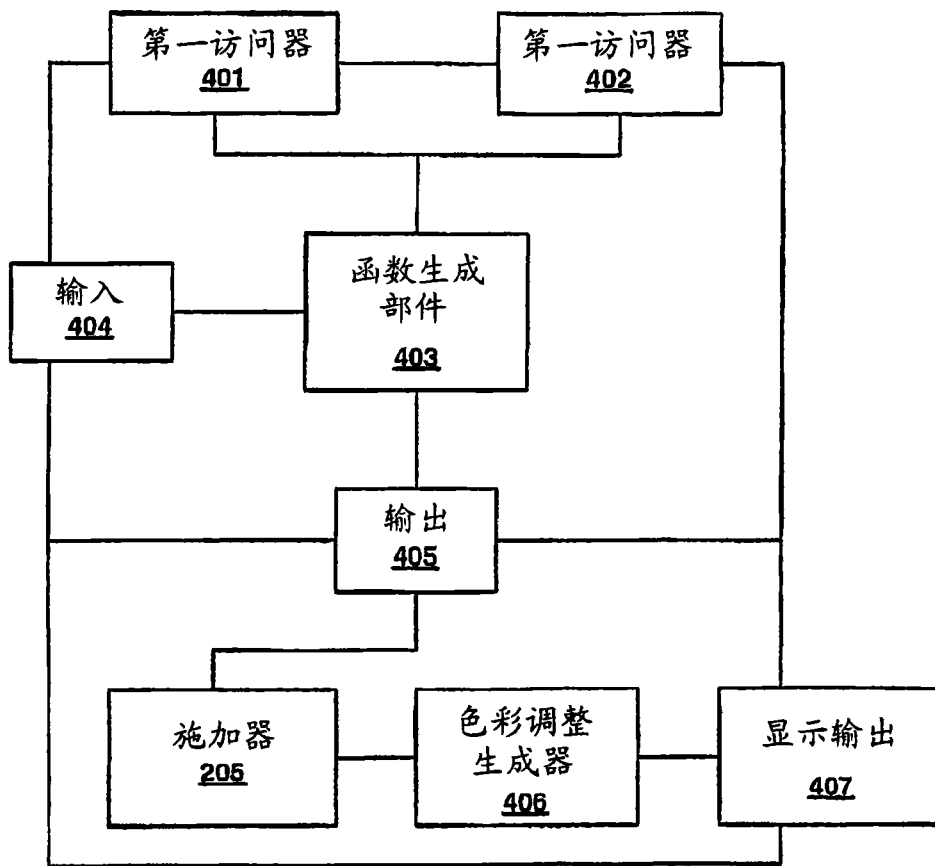 第一访问器
401
第一访问器
402
函数生成
部件
403
输入
404
输出
405
施加器
205
色彩调整
生成器
406
显示输出
407